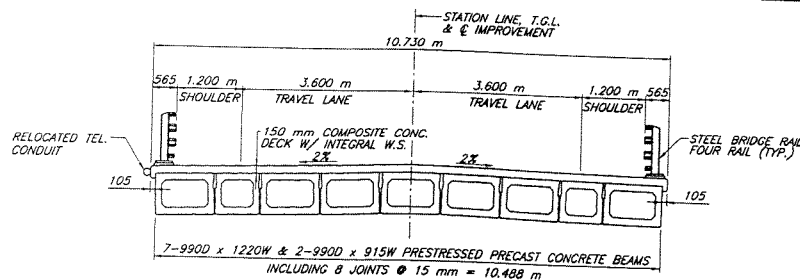 STATION LINE, T.G.L.
& ℄ IMPROVEMENT
10.730 m
565 1.200 m 3.600 m 3.600 m 1.200 m 565
SHOULDER TRAVEL LANE TRAVEL LANE SHOULDER
RELOCATED TEL.
CONDUIT
150 mm COMPOSITE CONC.
DECK W/ INTEGRAL W.S.
2% 2%
STEEL BRIDGE RAIL
FOUR RAIL (TYP.)
105 105
7-990D x 1220W & 2-990D x 915W PRESTRESSED PRECAST CONCRETE BEAMS
INCLUDING 8 JOINTS @ 15 mm = 10.488 m